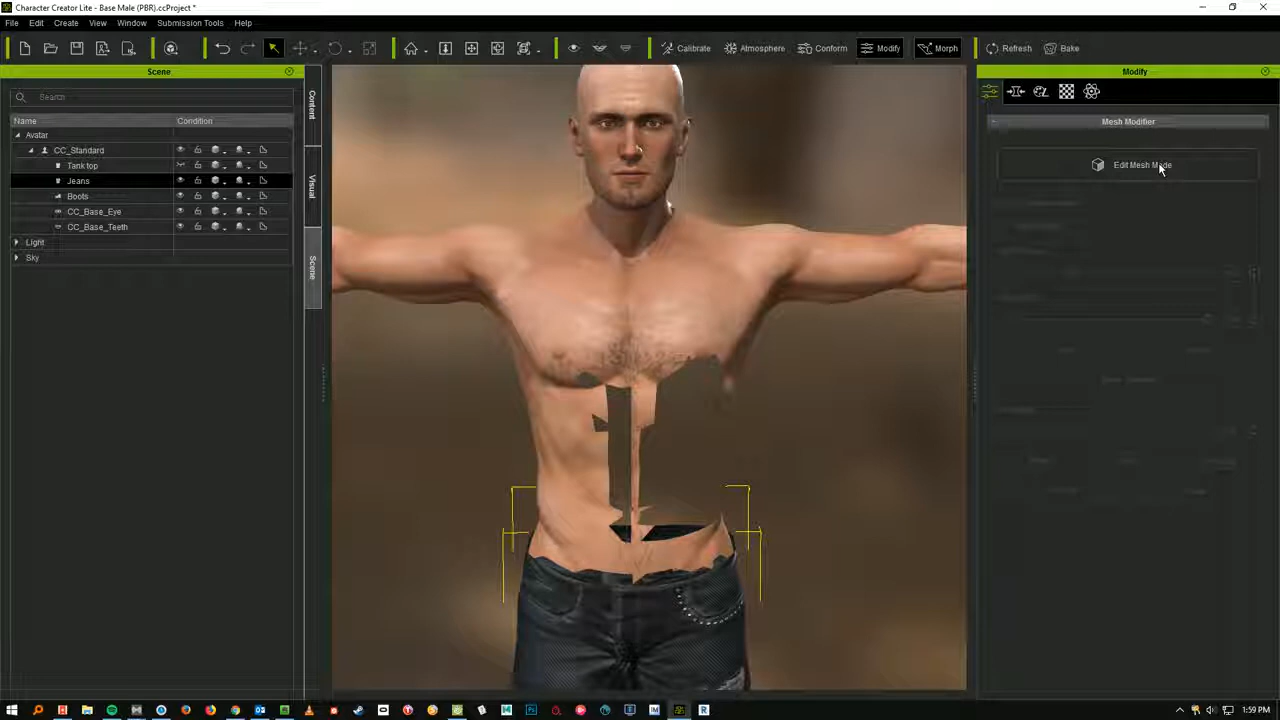 Character Creator Lite - Base Male (PBR).ccProject *
File Edit Create View Window Submission Tools Help
Calibrate Atmosphere Conform Modify Morph Refresh Bake
Scene
Search
Name Condition
Avatar
CC_Standard
Tank top
Jeans
Boots
CC_Base_Eye
CC_Base_Teeth
Light
Sky
Content
Visual
Scene
Modify
Mesh Modifier
Edit Mesh Mode
1:59 PM